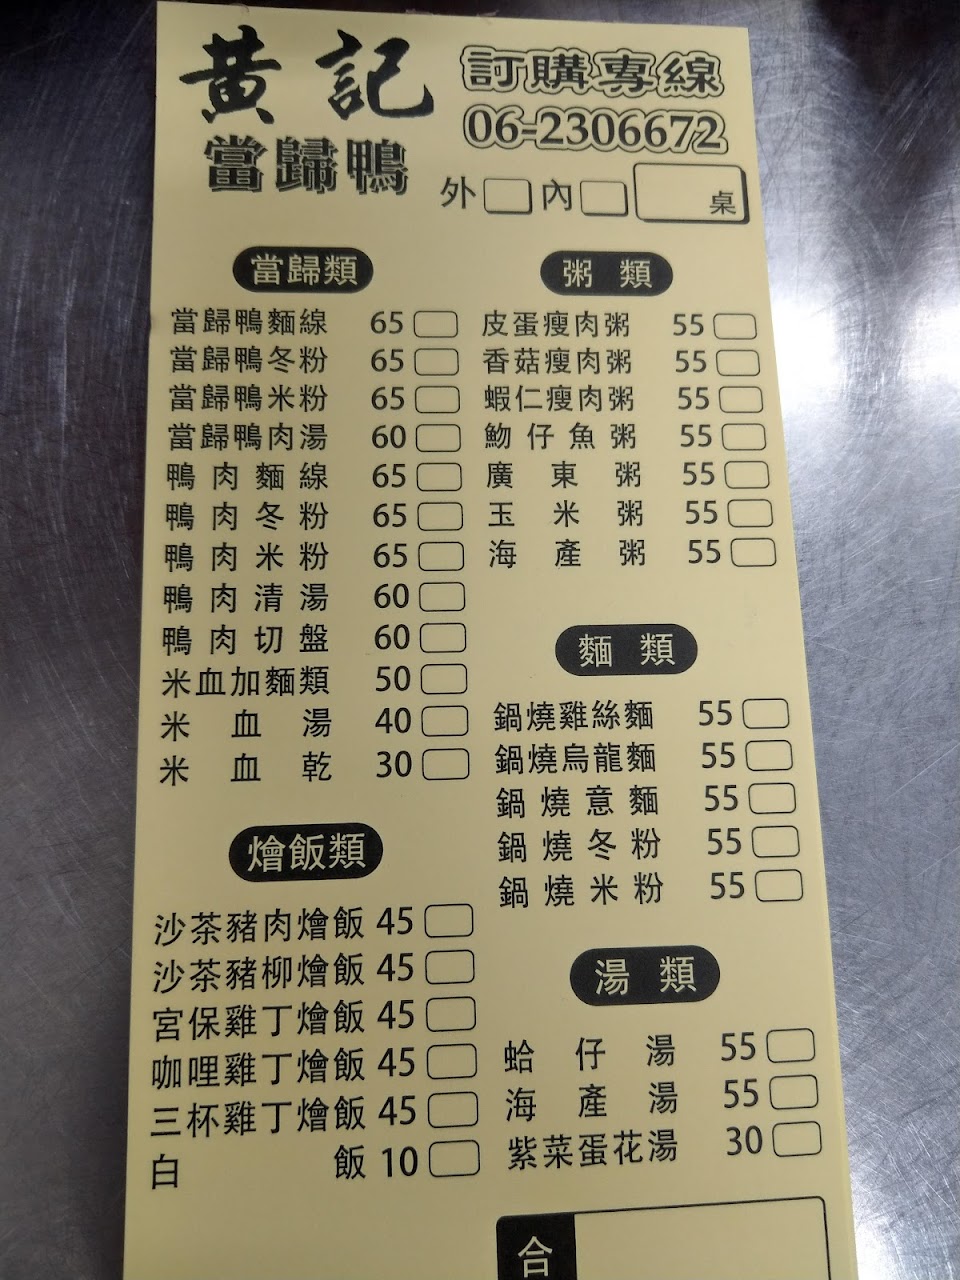 黃記
當歸鴨
訂購專線
06-2306672
外 內 桌
當歸類
當歸鴨麵線 65
當歸鴨冬粉 65
當歸鴨米粉 65
當歸鴨肉湯 60
鴨肉麵線 65
鴨肉冬粉 65
鴨肉米粉 65
鴨肉清湯 60
鴨肉切盤 60
米血加麵類 50
米血湯 40
米血乾 30
燴飯類
沙茶豬肉燴飯 45
沙茶豬柳燴飯 45
宮保雞丁燴飯 45
咖哩雞丁燴飯 45
三杯雞丁燴飯 45
白飯 10
粥類
皮蛋瘦肉粥 55
香菇瘦肉粥 55
蝦仁瘦肉粥 55
魩仔魚粥 55
廣東粥 55
玉米粥 55
海產粥 55
麵類
鍋燒雞絲麵 55
鍋燒烏龍麵 55
鍋燒意麵 55
鍋燒冬粉 55
鍋燒米粉 55
湯類
蛤仔湯 55
海產湯 55
紫菜蛋花湯 30
合